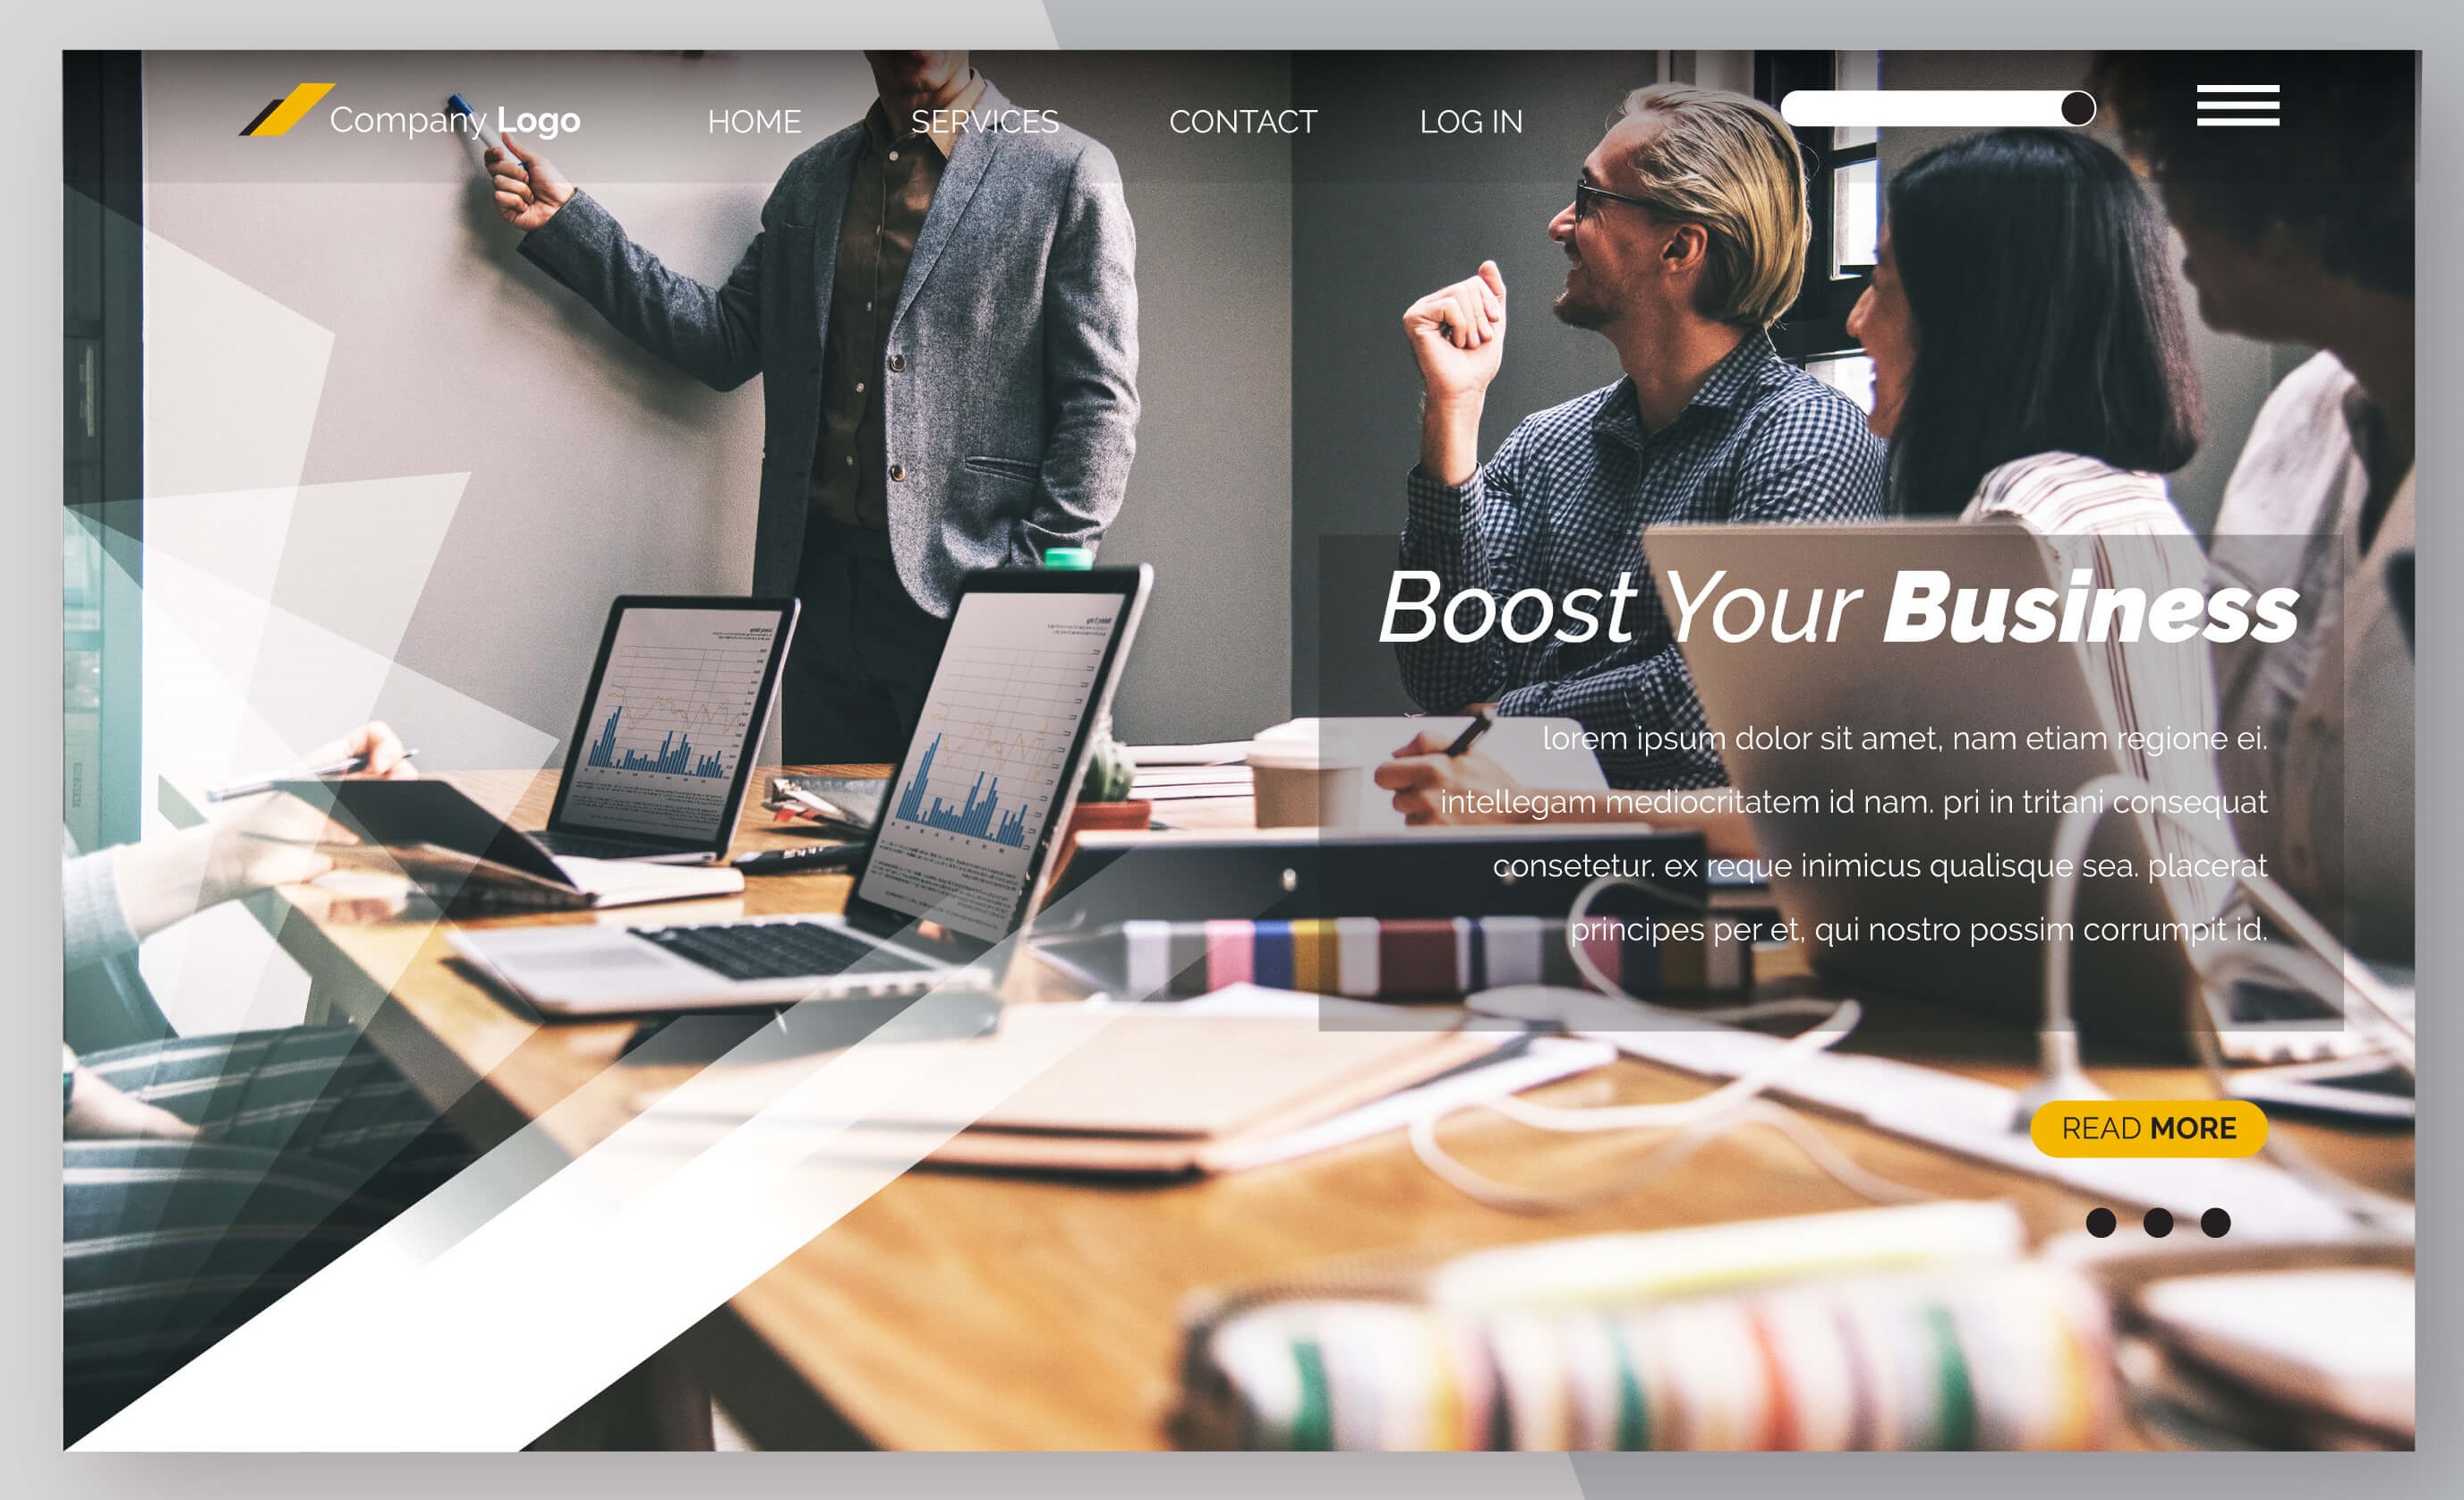 Company Logo
HOME
SERVICES
CONTACT
LOG IN
Boost Your Business
lorem ipsum dolor sit amet, nam etiam regione ei.
intellegam mediocritatem id nam. pri in tritani consequat
consetetur. ex reque inimicus qualisque sea. placerat
principes per et, qui nostro possim corrumpit id.
READ MORE